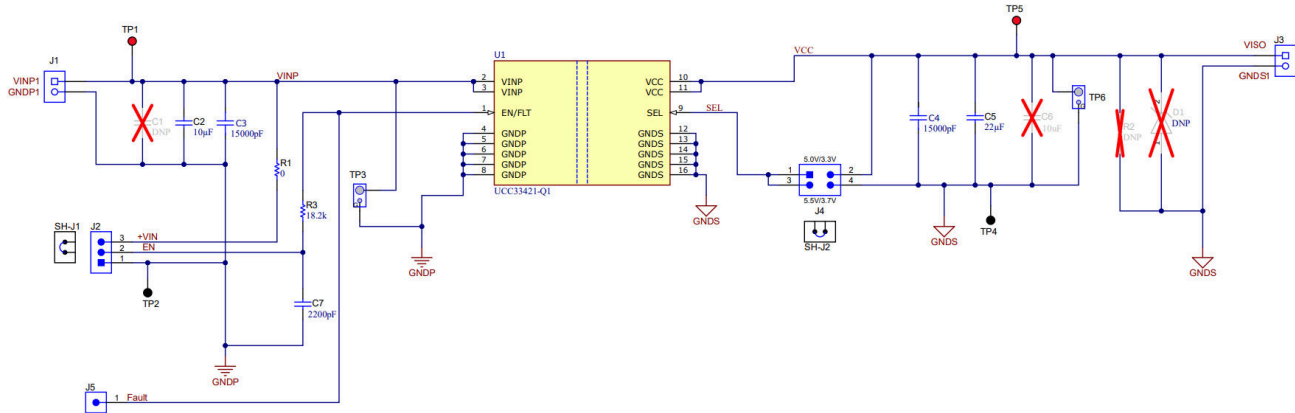 TP1
J1
VINP1
GNDP1
C1
DNP
C2
10µF
C3
15000pF
VINP
R1
0
R3
18.2k
SH-J1
J2
3
2
1
+VIN
EN
TP2
C7
2200pF
GNDP
J5
1
Fault
TP3
GNDP
U1
2
VINP
3
VINP
1
EN/FLT
4
GNDP
5
GNDP
6
GNDP
7
GNDP
8
GNDP
VCC
10
VCC
11
SEL
9
GNDS
12
GNDS
13
GNDS
14
GNDS
15
GNDS
16
UCC33421-Q1
GNDS
VCC
SEL
5.0V/3.3V
1
2
3
4
5.5V/3.7V
J4
SH-J2
C4
15000pF
C5
22µF
C6
10µF
GNDS
TP4
TP5
TP6
R2
DNP
D1
DNP
2
1
GNDS
VISO
GNDS1
J3
1
2